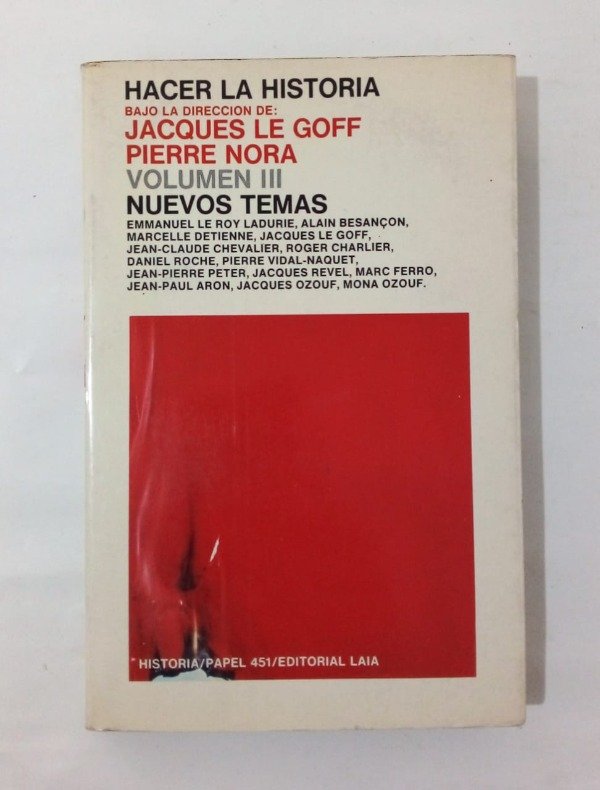 HACER LA HISTORIA
BAJO LA DIRECCION DE:
JACQUES LE GOFF
PIERRE NORA
VOLUMEN III
NUEVOS TEMAS
EMMANUEL LE ROY LADURIE, ALAIN BESANÇON,
MARCELLE DETIENNE, JACQUES LE GOFF,
JEAN-CLAUDE CHEVALIER, ROGER CHARLIER,
DANIEL ROCHE, PIERRE VIDAL-NAQUET,
JEAN-PIERRE PETER, JACQUES REVEL, MARC FERRO,
JEAN-PAUL ARON, JACQUES OZOUF, MONA OZOUF.
HISTORIA/PAPEL 451/EDITORIAL LAIA